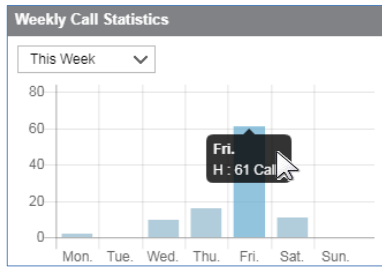 Weekly Call Statistics
This Week
80
60
40
20
0
Fri.
H : 61 Call
Mon. Tue. Wed. Thu. Fri. Sat. Sun.